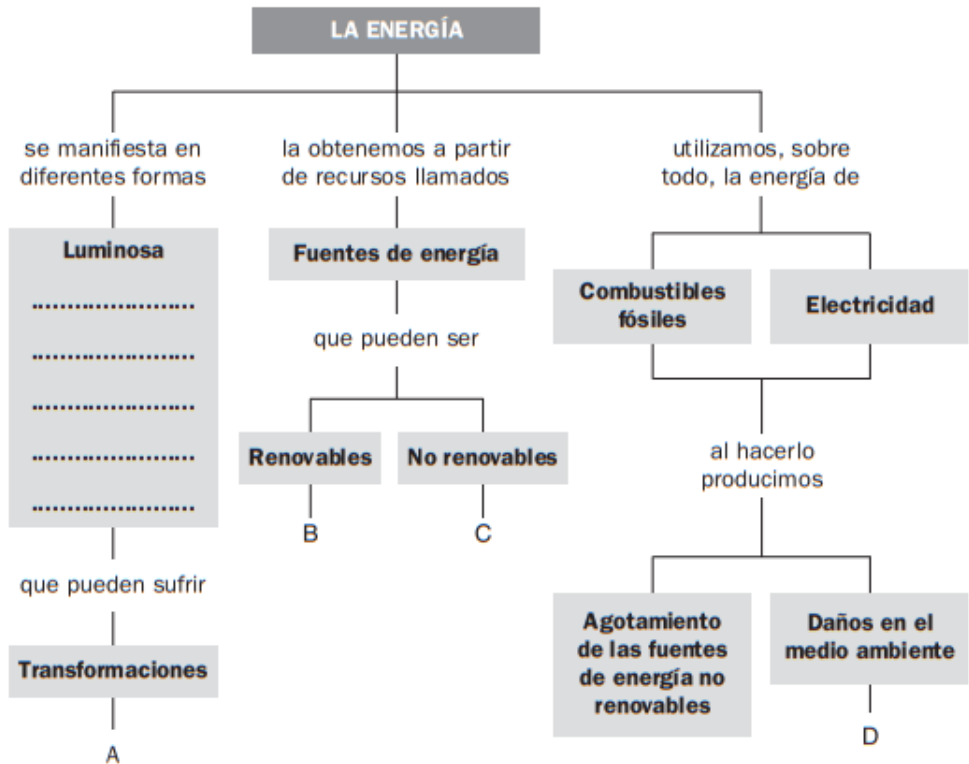 LA ENERGÍA
se manifiesta en
diferentes formas
Luminosa
.......................
.......................
.......................
.......................
.......................
que pueden sufrir
Transformaciones
A
la obtenemos a partir
de recursos llamados
Fuentes de energía
que pueden ser
Renovables
B
No renovables
C
utilizamos, sobre
todo, la energía de
Combustibles
fósiles
Electricidad
al hacerlo
producimos
Agotamiento
de las fuentes
de energía no
renovables
Daños en el
medio ambiente
D